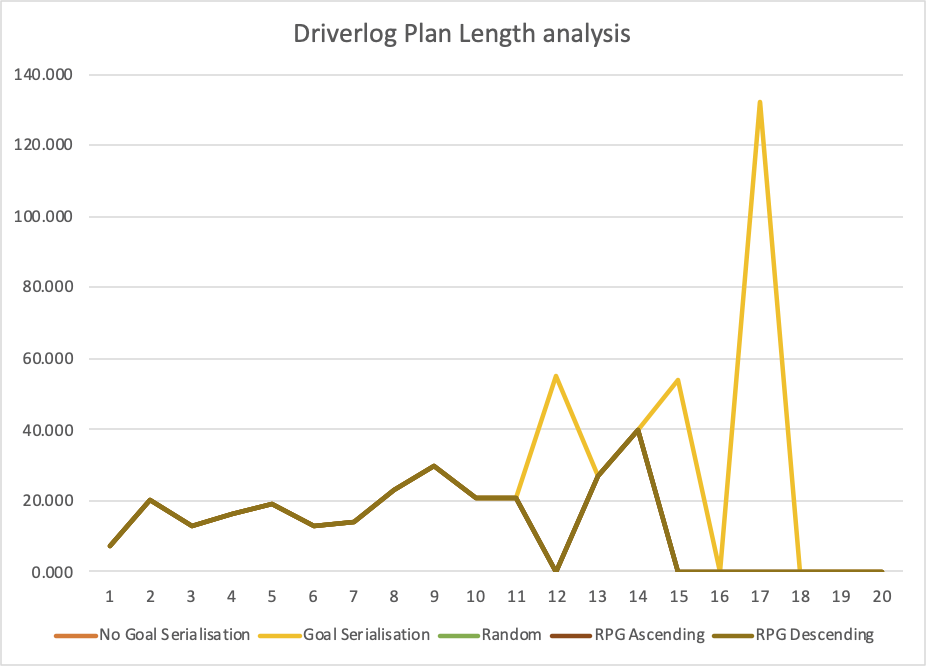 Driverlog Plan Length analysis
140.000
120.000
100.000
80.000
60.000
40.000
20.000
0.000
1 2 3 4 5 6 7 8 9 10 11 12 13 14 15 16 17 18 19 20
No Goal Serialisation Goal Serialisation Random RPG Ascending RPG Descending